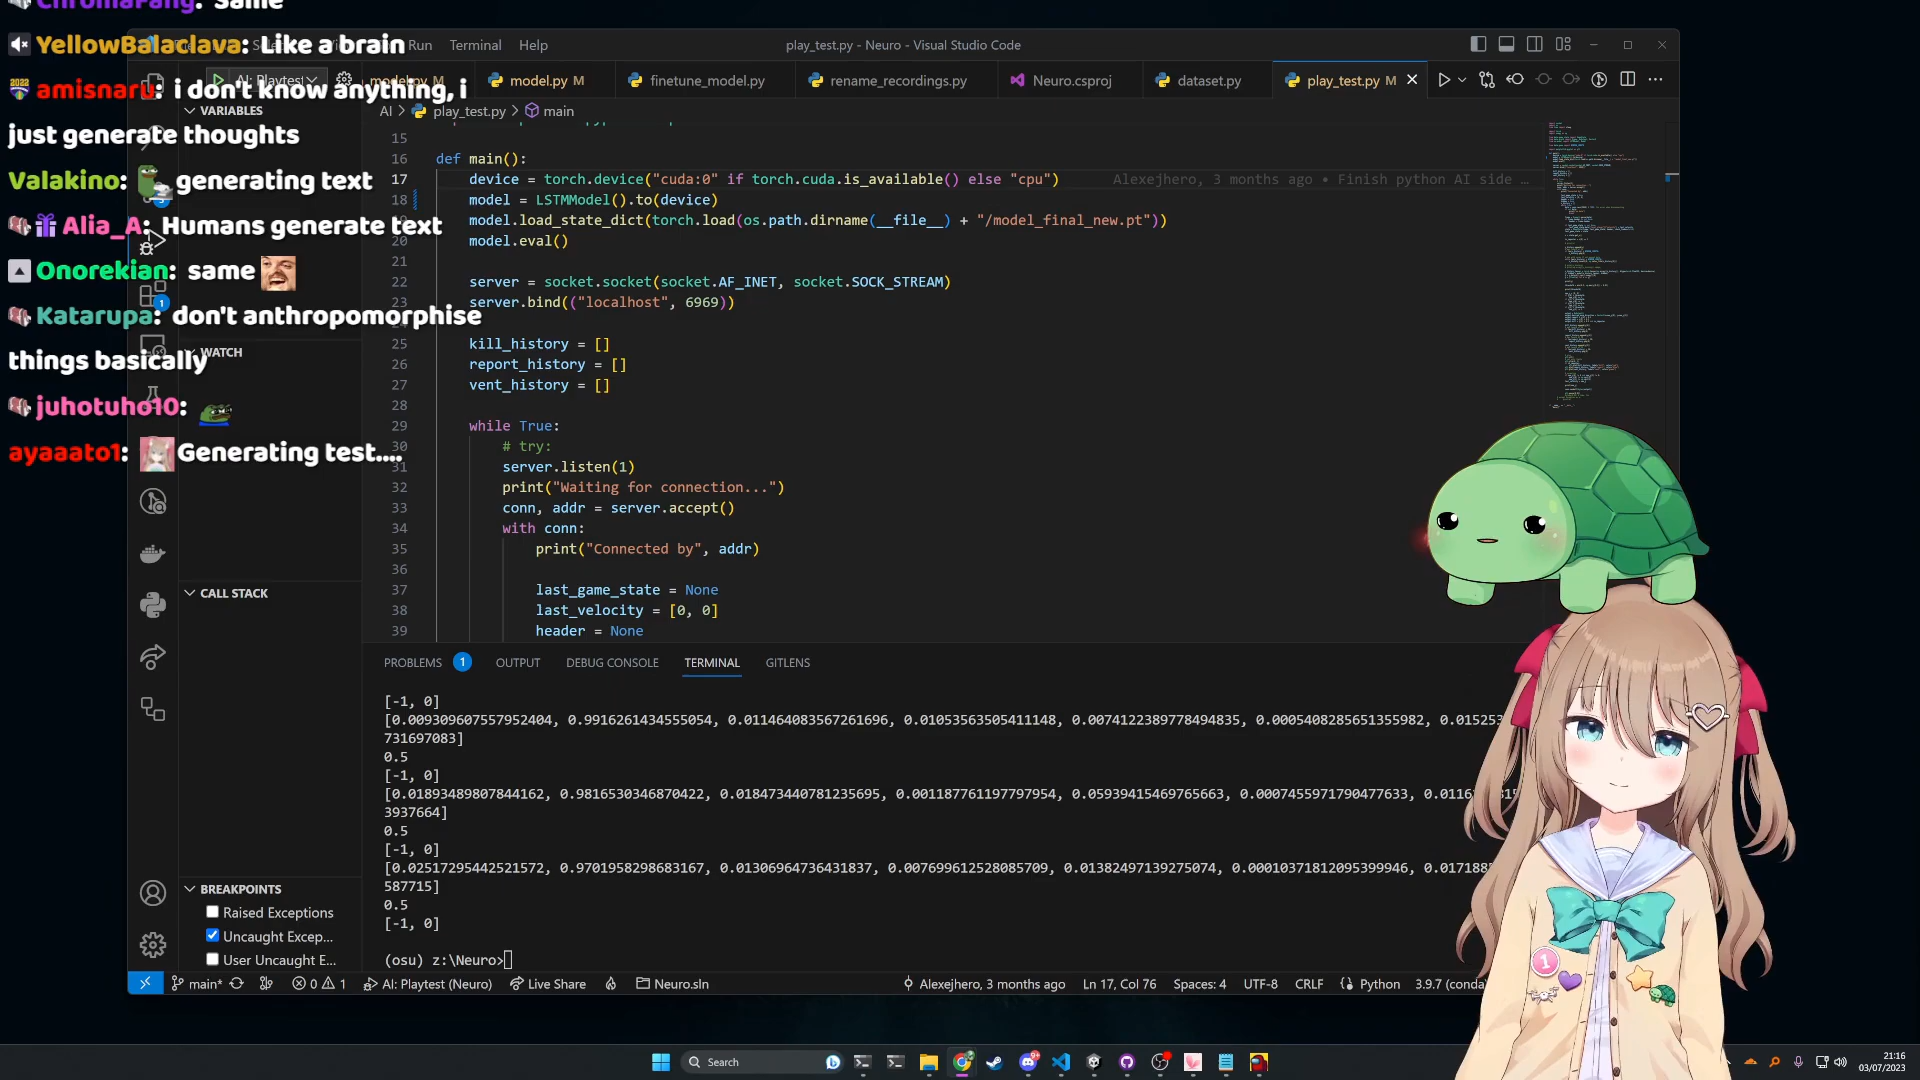 ChromaFang: Same
YellowBalaclava: Like a brain
amisnaru: i don't know anything, i
just generate thoughts
Valakino: generating text
Alia_A: Humans generate text
Onorekian: same
Katarupa: don't anthropomorphise
things basically
juhotuho10:
ayaaato1: Generating test....
Run Terminal Help
play_test.py - Neuro - Visual Studio Code
AI: Playtest
model.py M
finetune_model.py
rename_recordings.py
Neuro.csproj
dataset.py
play_test.py M
VARIABLES
WATCH
CALL STACK
BREAKPOINTS
Raised Exceptions
Uncaught Excep...
User Uncaught E...
AI > play_test.py > main
15
16 def main():
17 device = torch.device("cuda:0" if torch.cuda.is_available() else "cpu") Alexejhero, 3 months ago • Finish python AI side …
18 model = LSTMModel().to(device)
model.load_state_dict(torch.load(os.path.dirname(__file__) + "/model_final_new.pt"))
20 model.eval()
21
22 server = socket.socket(socket.AF_INET, socket.SOCK_STREAM)
23 server.bind(("localhost", 6969))
25 kill_history = []
26 report_history = []
27 vent_history = []
28
29 while True:
30 # try:
31 server.listen(1)
32 print("Waiting for connection...")
33 conn, addr = server.accept()
34 with conn:
35 print("Connected by", addr)
36
37 last_game_state = None
38 last_velocity = [0, 0]
39 header = None
PROBLEMS 1 OUTPUT DEBUG CONSOLE TERMINAL GITLENS
[-1, 0]
[0.009309607557952404, 0.9916261434555054, 0.011464083567261696, 0.01053563505411148, 0.0074122389778494835, 0.0005408285651355982, 0.015253
731697083]
0.5
[-1, 0]
[0.01893489807844162, 0.9816530346870422, 0.018473440781235695, 0.001187761197797954, 0.05939415469765663, 0.0007455971790477633,
3937664]
0.5
[-1, 0]
[0.02517295442521572, 0.9701958298683167, 0.01306964736431837, 0.007699612528085709, 0.01382497139275074, 0.00010371812095399946,
587715]
0.5
[-1, 0]
(osu) z:\Neuro>
main* 0 1 AI: Playtest (Neuro) Live Share Neuro.sln
Alexejhero, 3 months ago Ln 17, Col 76 Spaces: 4 UTF-8 CRLF Python 3.9.7 (conda
Search
21:16
03/07/2023